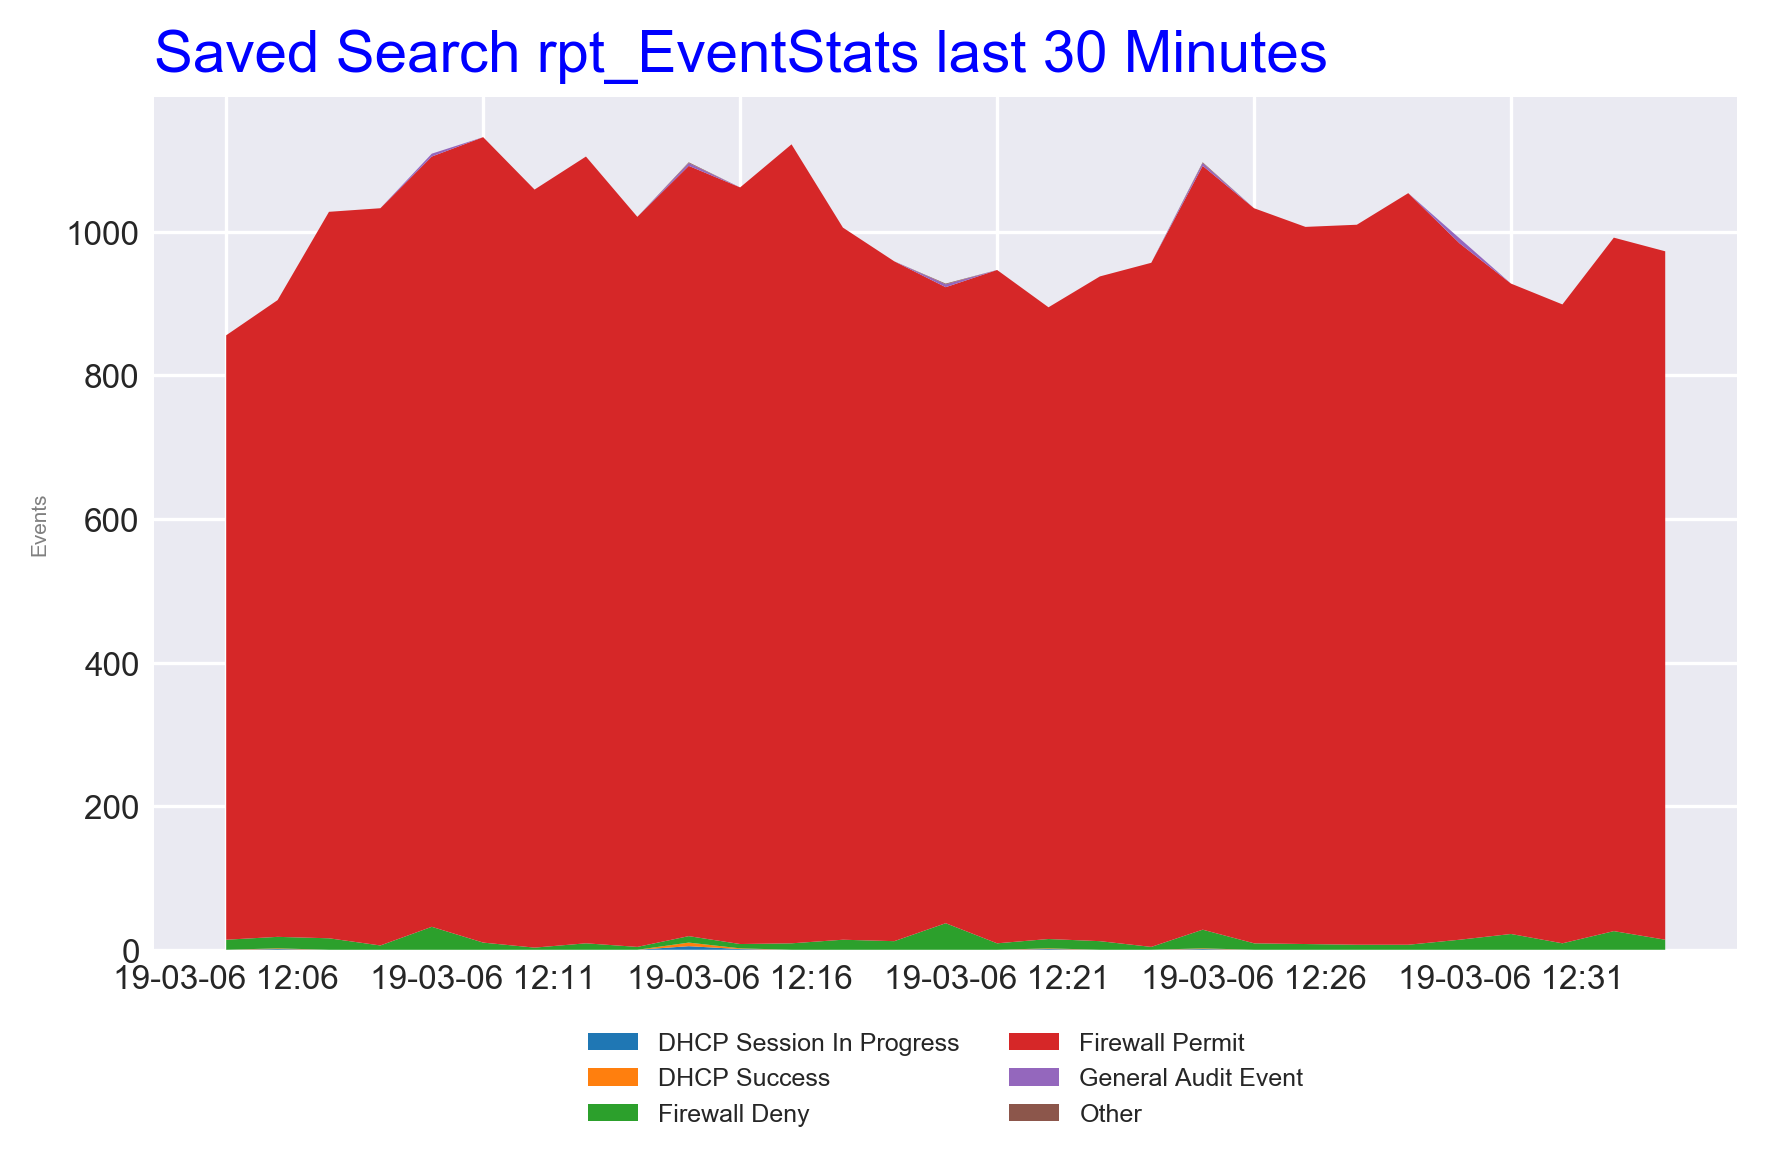 Saved Search rpt_EventStats last 30 Minutes
1000
800
600
400
200
0
Events
19-03-06 12:06 19-03-06 12:11 19-03-06 12:16 19-03-06 12:21 19-03-06 12:26 19-03-06 12:31
DHCP Session In Progress
DHCP Success
Firewall Deny
Firewall Permit
General Audit Event
Other